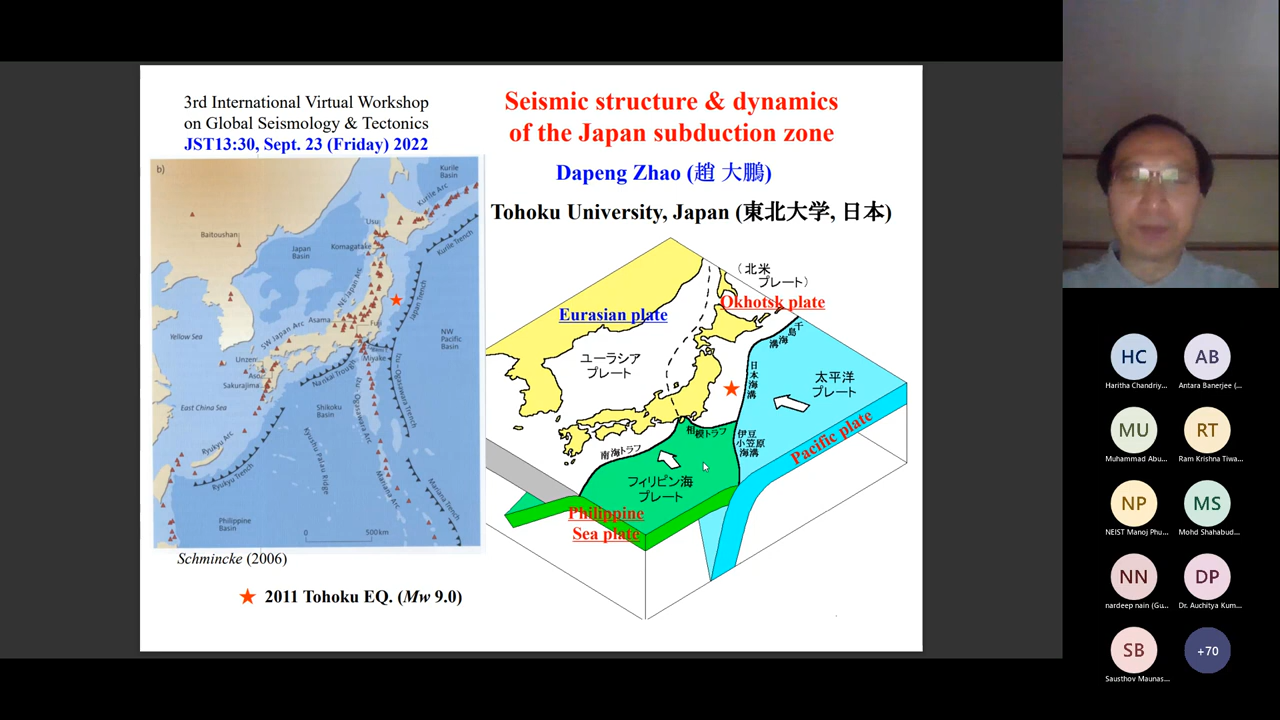 3rd International Virtual Workshop
on Global Seismology & Tectonics
JST13:30, Sept. 23 (Friday) 2022
Seismic structure & dynamics
of the Japan subduction zone
Dapeng Zhao (趙 大鵬)
Tohoku University, Japan (東北大学, 日本)
b)
Kurile
Basin
Kurile Arc
Usu
Baitoushan
Japan
Basin
Komagatake
Kurile Trench
NE Japan Arc
Japan Trench
Asama
Fuji
SW Japan Arc
Yellow Sea
NW
Pacific
Basin
Unzen
Aso
Miyake
Sakurajima
Nankai Trough
Izu - Ogasawara Trench
Izu - Ogasawara Arc
East China Sea
Shikoku
Basin
Ryukyu Arc
Ryukyu Trench
Kyushu Palau Ridge
Mariana Arc
Mariana Trench
Philippine
Basin
0 500km
Schmincke (2006)
★ 2011 Tohoku EQ. (Mw 9.0)
(北米
プレート)
Okhotsk plate
Eurasian plate
ユーラシア
プレート
千島海溝
日本海溝
太平洋
プレート
Pacific plate
相模トラフ
伊豆
小笠原
海溝
南海トラフ
フィリピン海
プレート
Philippine
Sea plate
HC
AB
Haritha Chandriy...
Antara Banerjee (...
MU
RT
Muhammad Abu...
Ram Krishna Tiwa...
NP
MS
NEIST Manoj Phu...
Mohd Shahabud...
NN
DP
nardeep nain (Gu...
Dr. Auchitya Kum...
SB
+70
Sausthov Maunas...